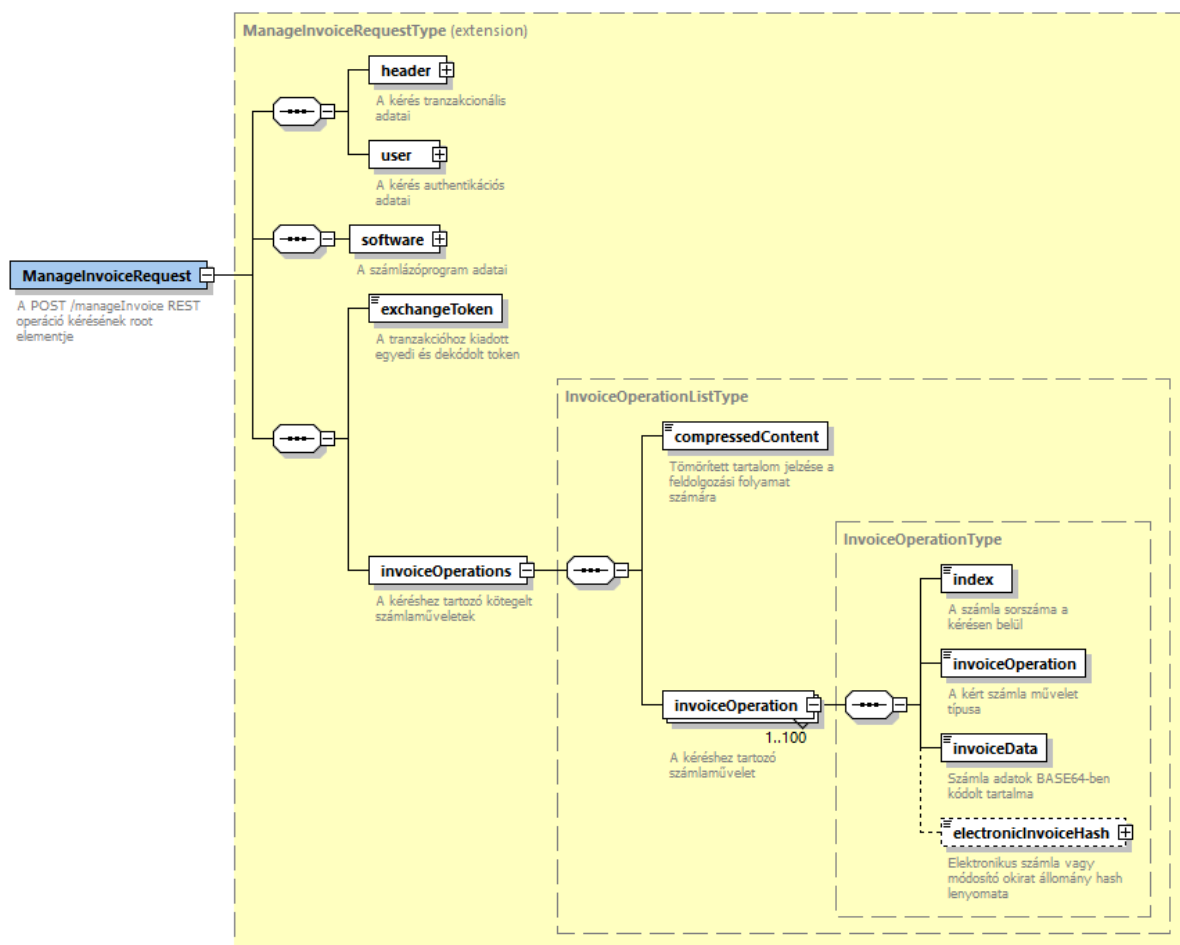 ManageInvoiceRequestType (extension)
header
A kérés tranzakcionális
adatai
user
A kérés authentikációs
adatai
software
A számlázóprogram adatai
ManageInvoiceRequest
A POST /manageInvoice REST
operáció kérésének root
elementje
exchangeToken
A tranzakcióhoz kiadott
egyedi és dekódolt token
InvoiceOperationListType
compressedContent
Tömörített tartalom jelzése a
feldolgozási folyamat
számára
invoiceOperations
A kéréshez tartozó kötegelt
számlaműveletek
InvoiceOperationType
index
A számla sorszáma a
kérésen belül
invoiceOperation
A kért számla művelet
típusa
invoiceOperation
1..100
A kéréshez tartozó
számlaművelet
invoiceData
Számla adatok BASE64-ben
kódolt tartalma
electronicInvoiceHash
Elektronikus számla vagy
módosító okirat állomány hash
lenyomata